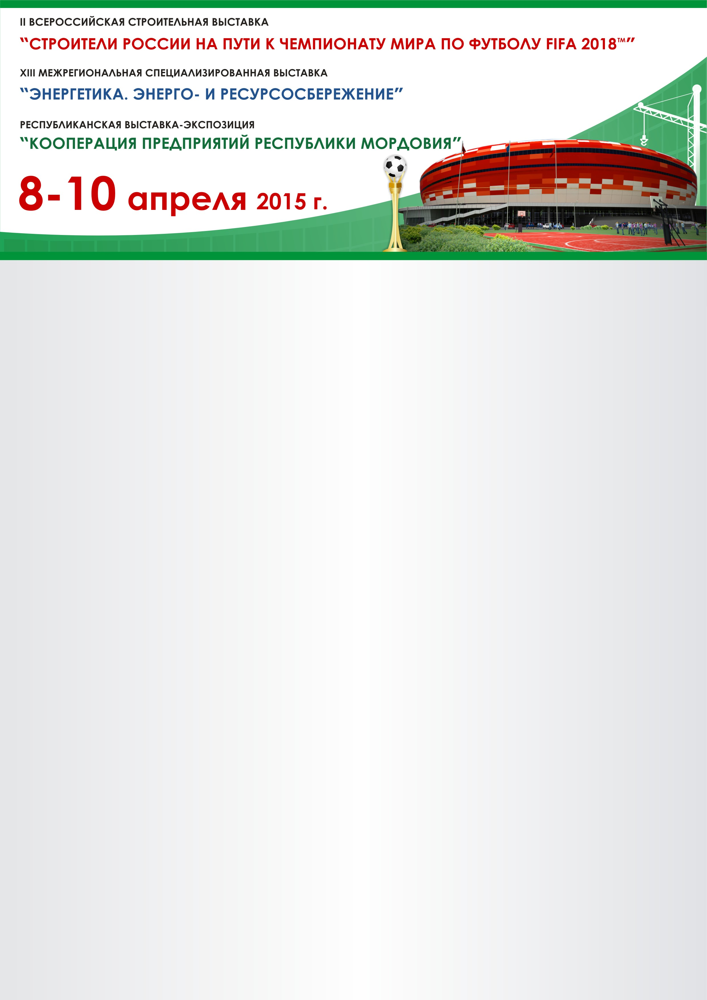 II ВСЕРОССИЙСКАЯ СТРОИТЕЛЬНАЯ ВЫСТАВКА
“СТРОИТЕЛИ РОССИИ НА ПУТИ К ЧЕМПИОНАТУ МИРА ПО ФУТБОЛУ FIFA 2018™”
XIII МЕЖРЕГИОНАЛЬНАЯ СПЕЦИАЛИЗИРОВАННАЯ ВЫСТАВКА
“ЭНЕРГЕТИКА. ЭНЕРГО- И РЕСУРСОСБЕРЕЖЕНИЕ”
РЕСПУБЛИКАНСКАЯ ВЫСТАВКА-ЭКСПОЗИЦИЯ
“КООПЕРАЦИЯ ПРЕДПРИЯТИЙ РЕСПУБЛИКИ МОРДОВИЯ”
8-10 апреля 2015 г.